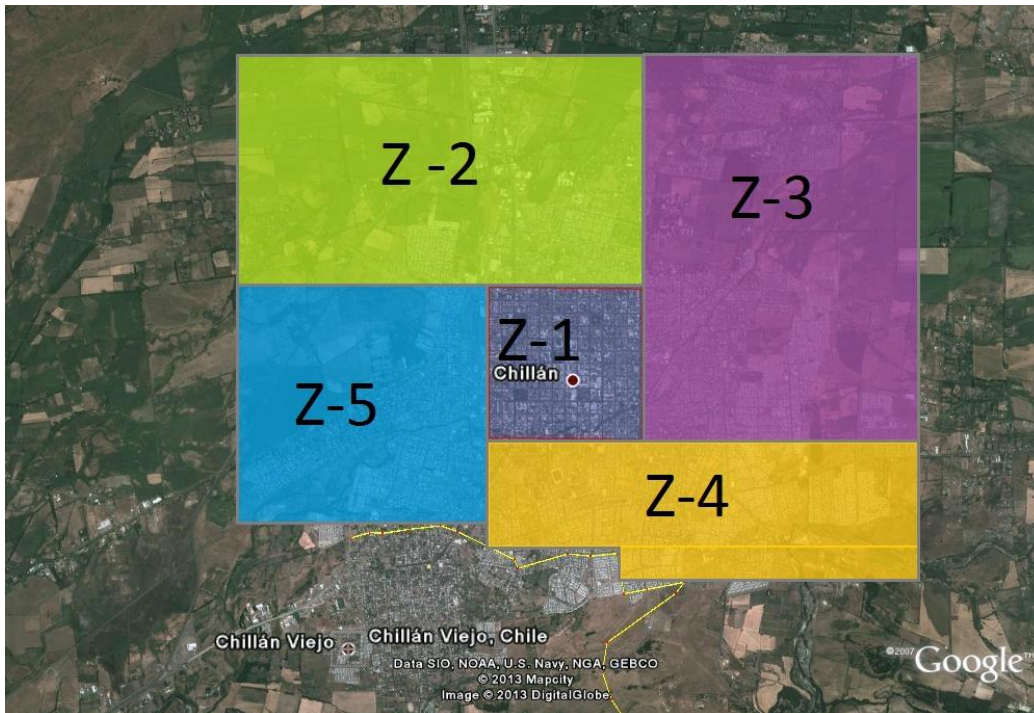 Z -2
Z-3
Z-1
Chillán
Z-5
Z-4
Chillán Viejo
Chillán Viejo, Chile
Data SIO, NOAA, U.S. Navy, NGA, GEBCO
© 2013 Mapcity
Image © 2013 DigitalGlobe
©2007 Google™